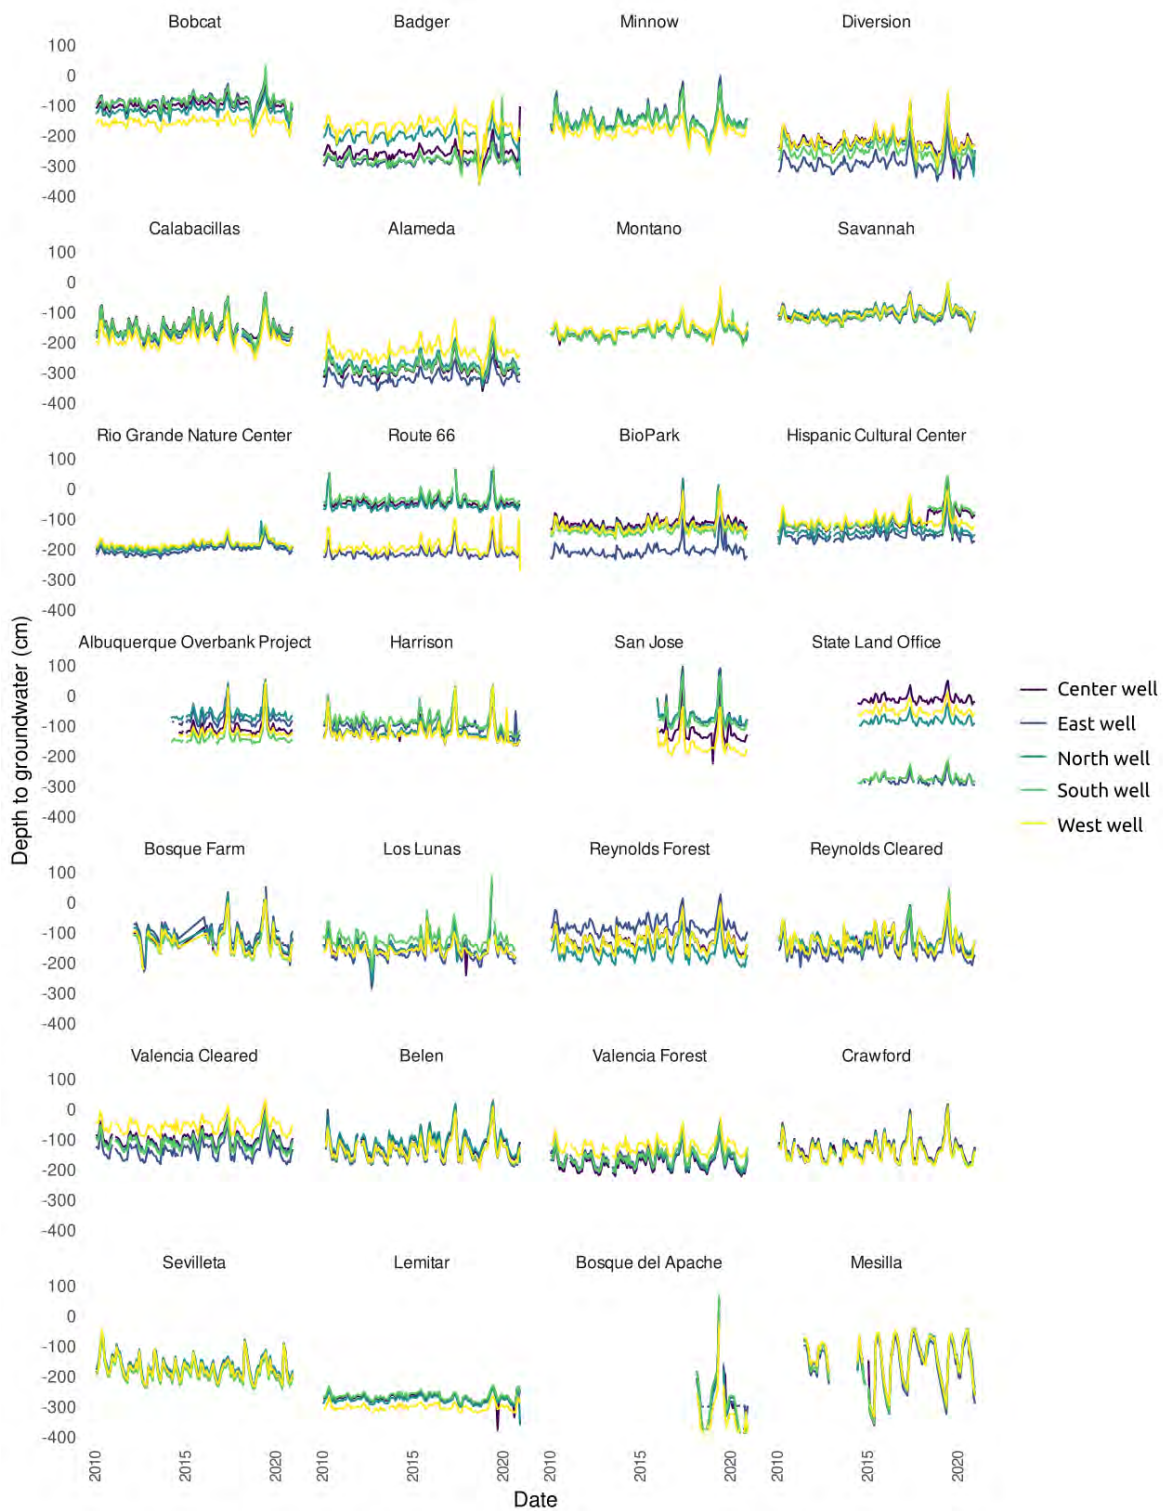 Bobcat Badger Minnow Diversion
100
0
-100
-200
-300
-400
Calabacillas Alameda Montano Savannah
100
0
-100
-200
-300
-400
Rio Grande Nature Center Route 66 BioPark Hispanic Cultural Center
100
0
-100
-200
-300
-400
Depth to groundwater (cm)
Albuquerque Overbank Project Harrison San Jose State Land Office
100
0
-100
-200
-300
-400
Center well
East well
North well
South well
West well
Bosque Farm Los Lunas Reynolds Forest Reynolds Cleared
100
0
-100
-200
-300
-400
Valencia Cleared Belen Valencia Forest Crawford
100
0
-100
-200
-300
-400
Sevilleta Lemitar Bosque del Apache Mesilla
100
0
-100
-200
-300
-400
2010 2015 2020 2010 2015 2020 2010 2015 2020 2010 2015 2020
Date